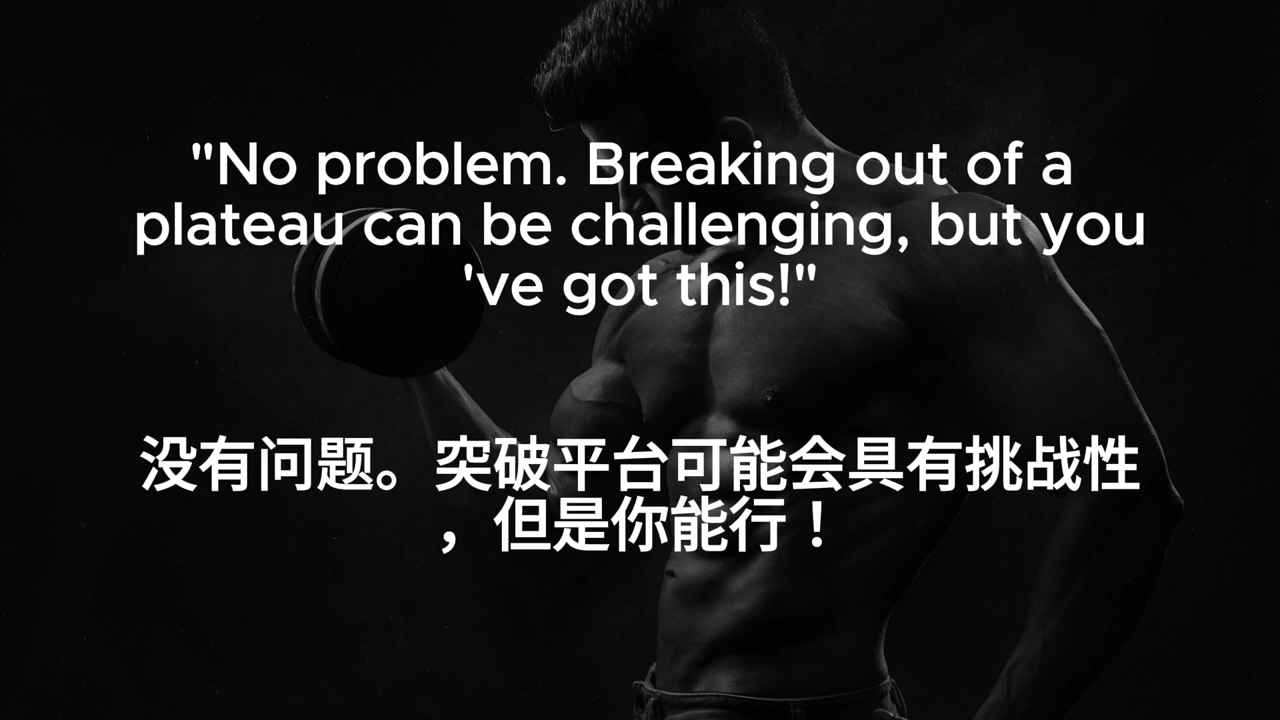 "No problem. Breaking out of a
plateau can be challenging, but you
've got this!"
没有问题。突破平台可能会具有挑战性
，但是你能行！